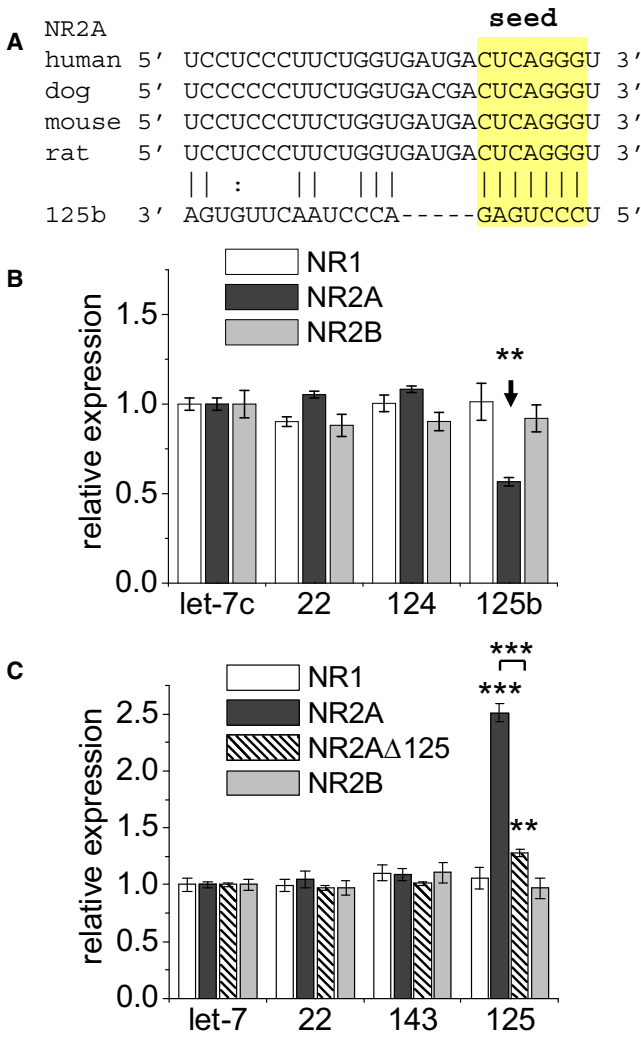 A
NR2A seed
human 5′ UCCUCCCUUCUGGUGAUGACUCAGGGU 3′
dog 5′ UCCCCCCUUCUGGUGACGACUCAGGGU 3′
mouse 5′ UCCUCCCUUCUGGUGAUGACUCAGGGU 3′
rat 5′ UCCUCCCUUCUGGUGAUGACUCAGGGU 3′
|| : || ||| |||||||
125b 3′ AGUGUUCAAUCCCA-----GAGUCCCU 5′
B
NR1
NR2A
NR2B
relative expression
1.5
1.0
0.5
0.0
**
let-7c 22 124 125b
C
NR1
NR2A
NR2AΔ125
NR2B
relative expression
2.5
2.0
1.5
1.0
0.5
0.0
***
***
**
let-7 22 143 125